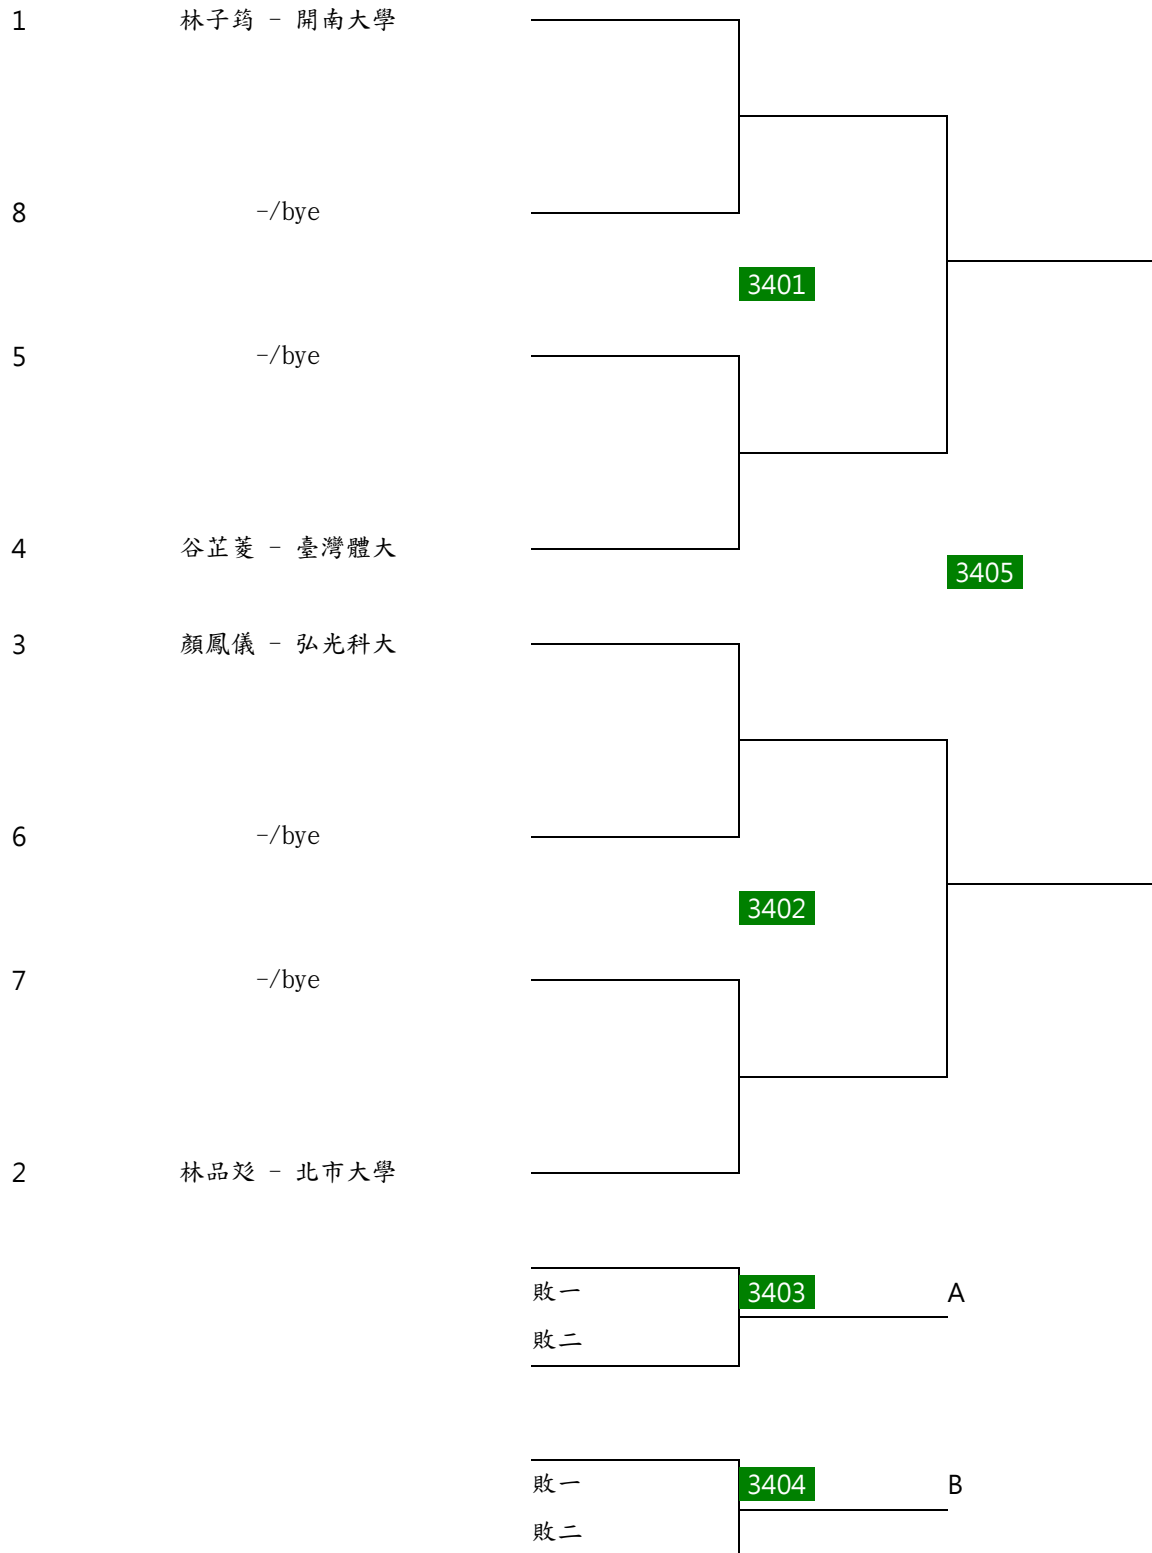 1 林子筠 - 開南大學
8 -/bye
3401
5 -/bye
4 谷芷菱 - 臺灣體大
3405
3 顏鳳儀 - 弘光科大
6 -/bye
3402
7 -/bye
2 林品彣 - 北市大學
敗一 3403 A
敗二
敗一 3404 B
敗二